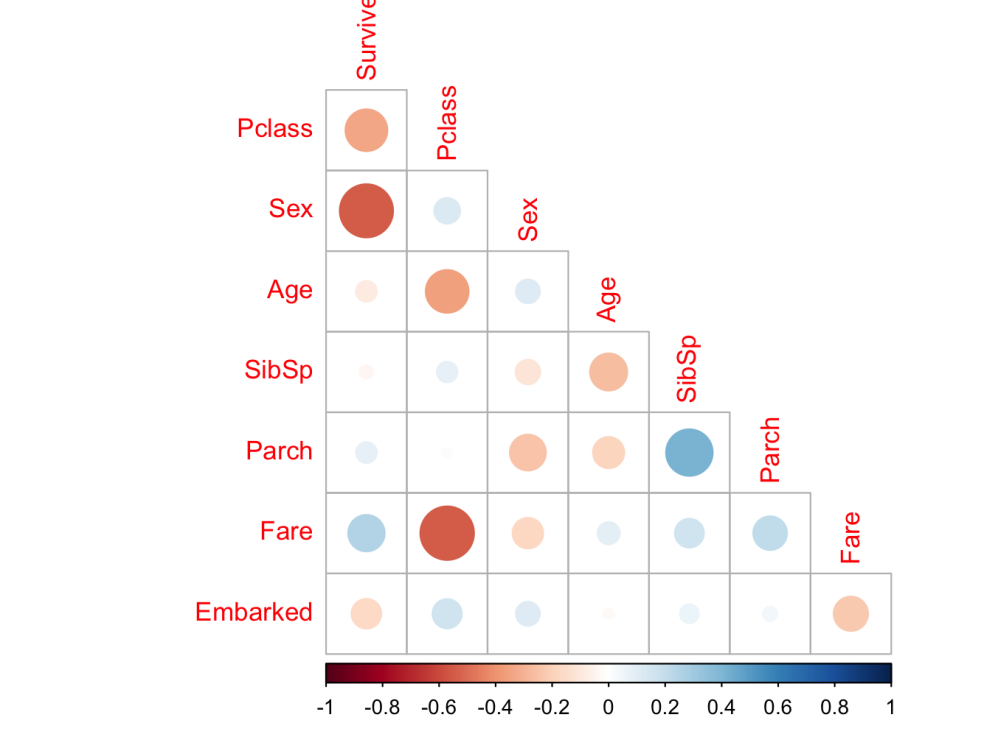 Survive
Pclass
Pclass
Sex
Sex
Age
Age
SibSp
SibSp
Parch
Parch
Fare
Fare
Embarked
-1 -0.8 -0.6 -0.4 -0.2 0 0.2 0.4 0.6 0.8 1